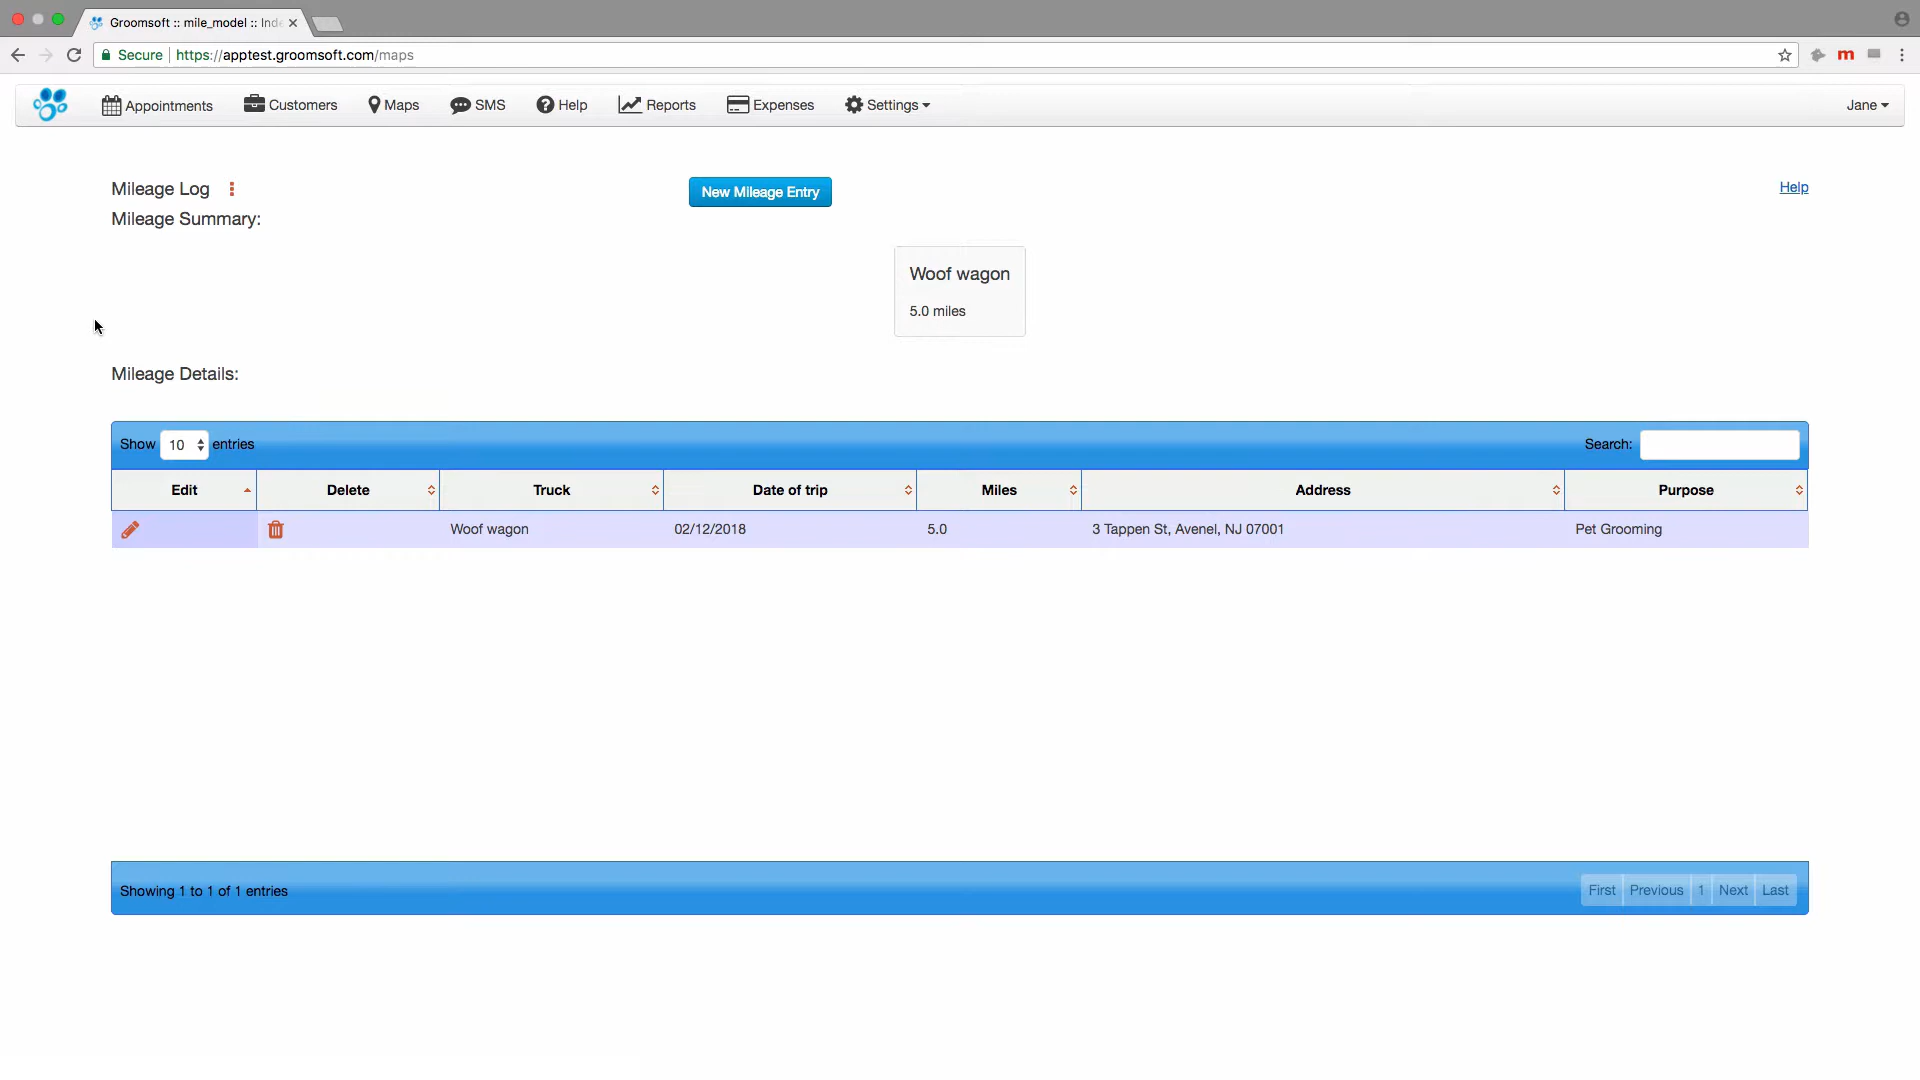 Groomsoft :: mile_model :: Ind
Secure https://apptest.groomsoft.com/maps
m
Appointments Customers Maps SMS Help Reports Expenses Settings Jane
Mileage Log New Mileage Entry Help
Mileage Summary:
Woof wagon
5.0 miles
Mileage Details:
Show 10 entries Search:
Edit Delete Truck Date of trip Miles Address Purpose
Woof wagon 02/12/2018 5.0 3 Tappen St, Avenel, NJ 07001 Pet Grooming
Showing 1 to 1 of 1 entries First Previous 1 Next Last